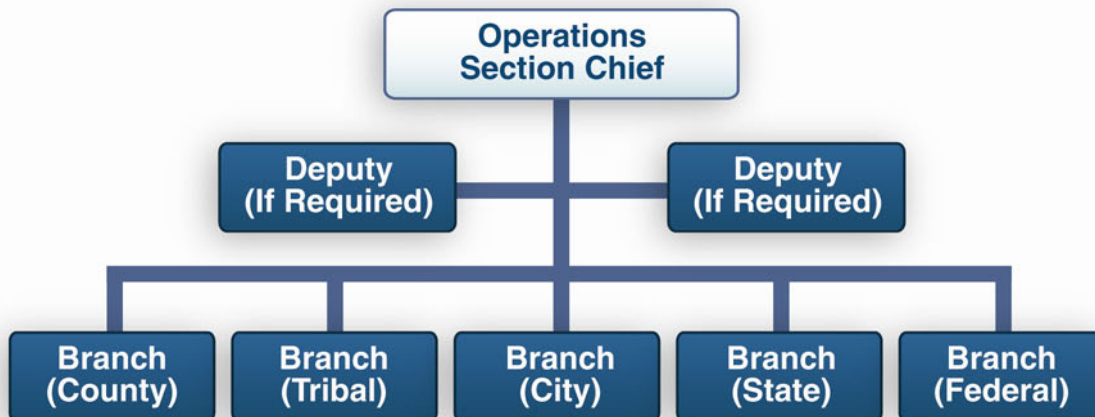 Operations
Section Chief
Deputy
(If Required)
Deputy
(If Required)
Branch
(County)
Branch
(Tribal)
Branch
(City)
Branch
(State)
Branch
(Federal)